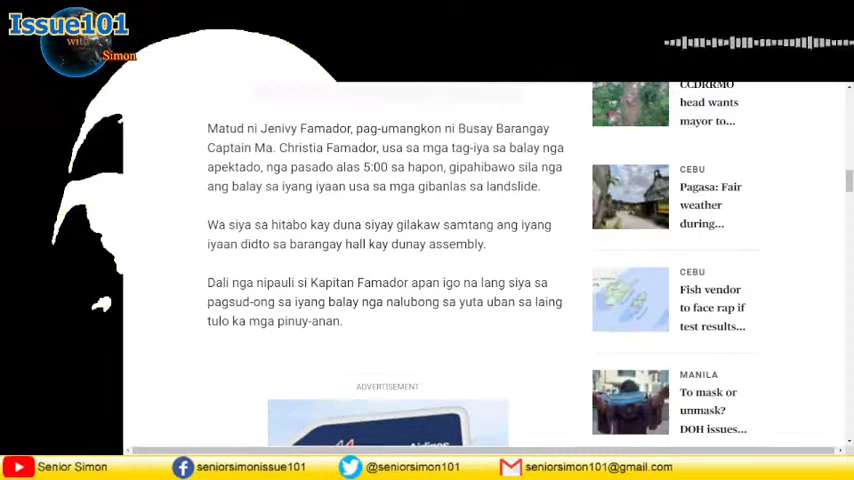 Issue101
with
Simon
Matud ni Jenivy Famador, pag-umangkon ni Busay Barangay
Captain Ma. Christia Famador, usa sa mga tag-iya sa balay nga
apektado, nga pasado alas 5:00 sa hapon, gipahibawo sila nga
ang balay sa iyang iyaan usa sa mga gibanlas sa landslide.
Wa siya sa hitabo kay duna siyay gilakaw samtang ang iyang
iyaan didto sa barangay hall kay dunay assembly.
Dali nga nipauli si Kapitan Famador apan igo na lang siya sa
pagsud-ong sa iyang balay nga nalubong sa yuta uban sa laing
tulo ka mga pinuy-anan.
ADVERTISEMENT
Airlines
CCDRRMO
head wants
mayor to...
CEBU
Pagasa: Fair
weather
during...
CEBU
Fish vendor
to face rap if
test results...
MANILA
To mask or
unmask?
DOH issues...
Senior Simon
seniorsimonissue101
@seniorsimon101
seniorsimon101@gmail.com